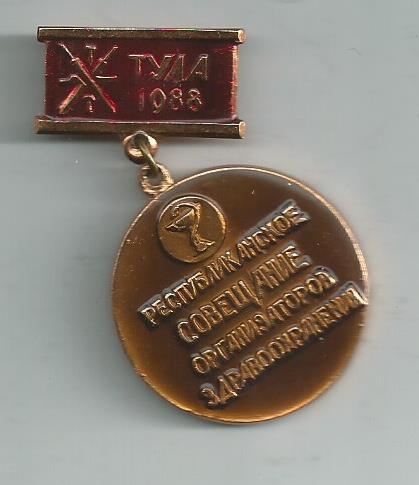 ТУЛА
1988
РЕСПУБЛИКАНСКОЕ
СОВЕЩАНИЕ
ОРГАНИЗАТОРОВ
ЗДРАВООХРАНЕНИЯ